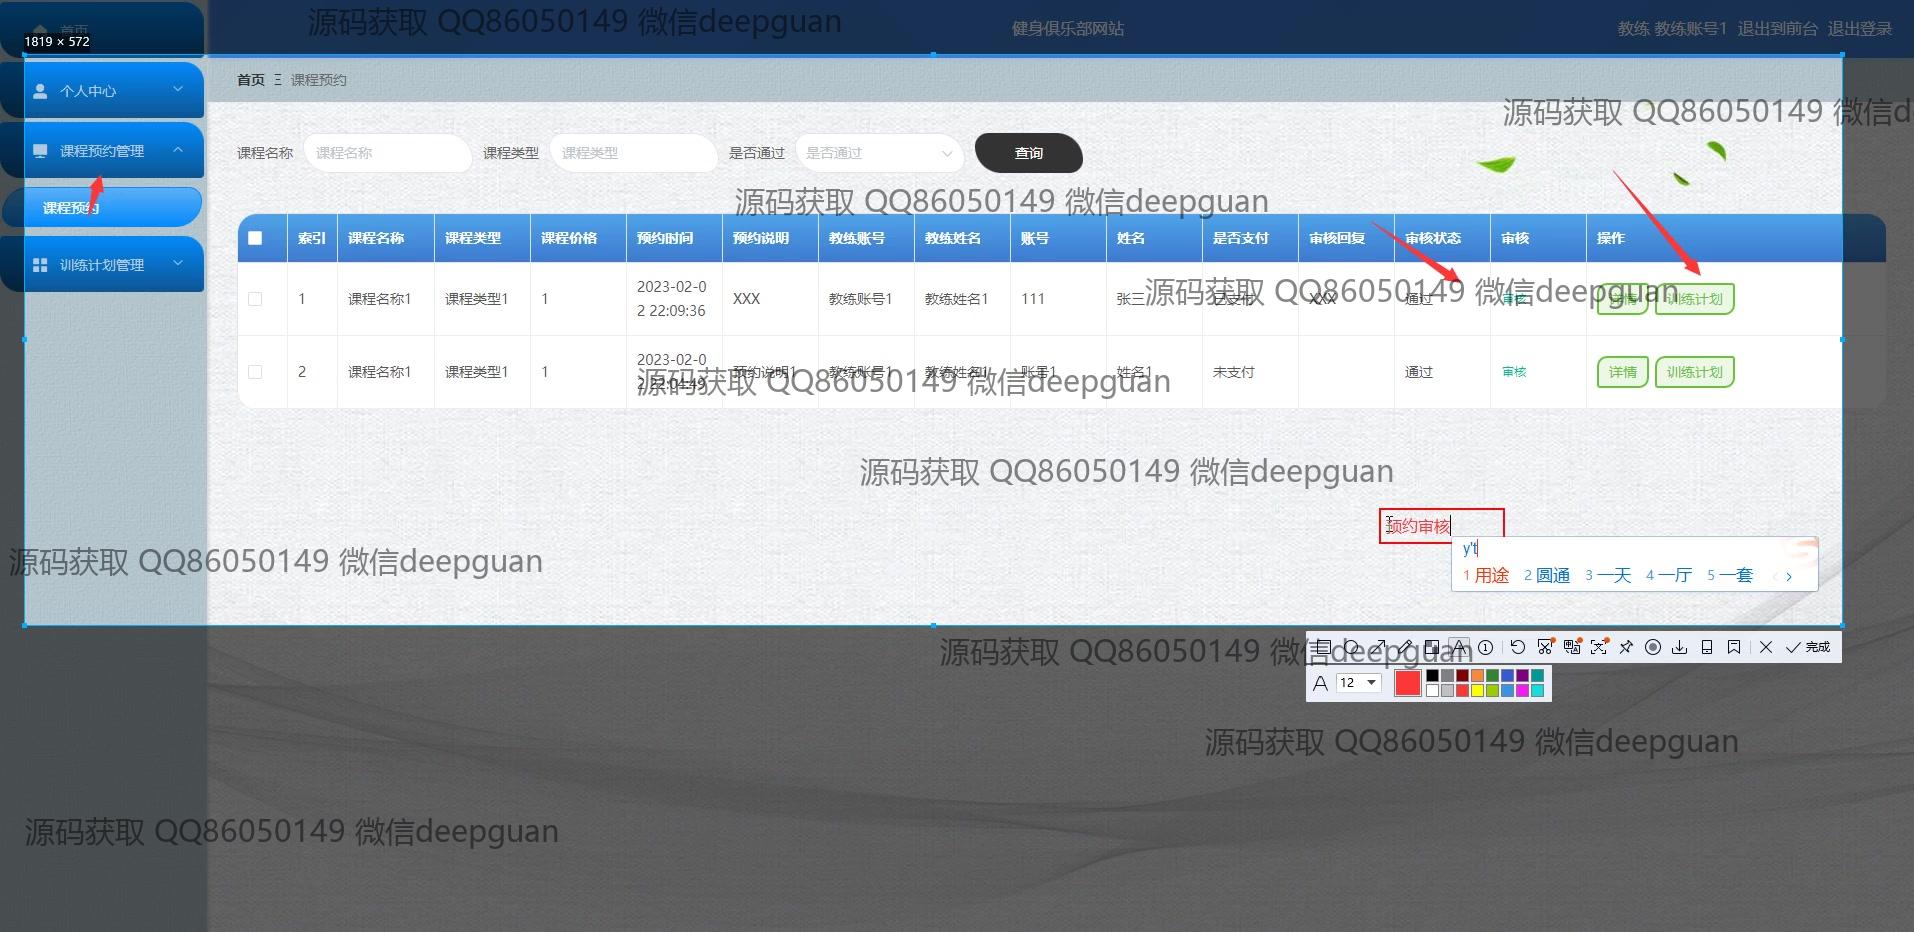 首页
源码获取 QQ86050149 微信deepguan
健身俱乐部网站
教练 教练账号1 退出到前台 退出登录
1819 × 572
个人中心
首页 Ξ 课程预约
源码获取 QQ86050149 微信d
课程预约管理
课程名称 课程名称 课程类型 课程类型 是否通过 是否通过 查询
课程预约
源码获取 QQ86050149 微信deepguan
训练计划管理
索引 课程名称 课程类型 课程价格 预约时间 预约说明 教练账号 教练姓名 账号 姓名 是否支付 审核回复 审核状态 审核 操作
1 课程名称1 课程类型1 1 2023-02-0
2 22:09:36 XXX 教练账号1 教练姓名1 111 张三 已支付 XXX 通过 审核 详情 训练计划
源码获取 QQ86050149 微信deepguan
2 课程名称1 课程类型1 1 2023-02-0
2 22:04:49 预约说明1 教练账号1 教练姓名1 账号1 姓名1 未支付 通过 审核 详情 训练计划
源码获取 QQ86050149 微信deepguan
源码获取 QQ86050149 微信deepguan
预约审核
y't
1 用途 2 圆通 3 一天 4 一厅 5 一套
源码获取 QQ86050149 微信deepguan
源码获取 QQ86050149 微信deepguan
完成
A 12
源码获取 QQ86050149 微信deepguan
源码获取 QQ86050149 微信deepguan